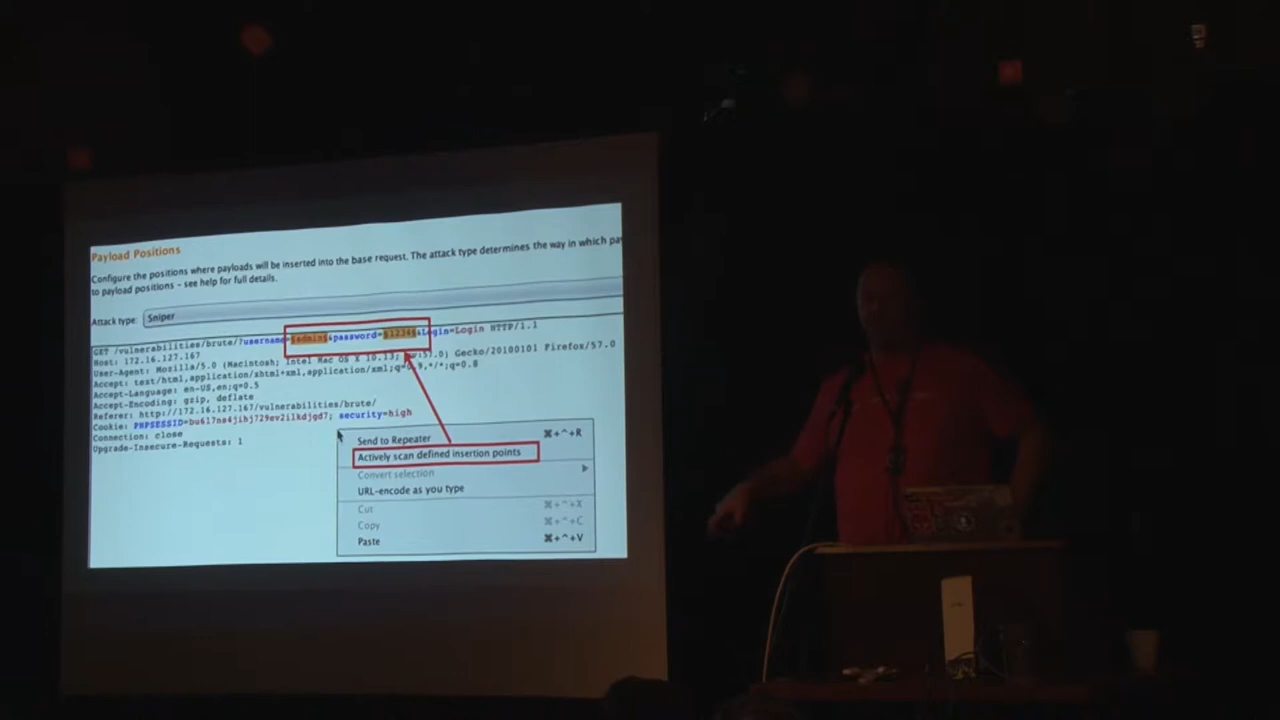 Payload Positions
Configure the positions where payloads will be inserted into the base request. The attack type determines the way in which pa
to payload positions - see help for full details.
Attack type: Sniper
GET /vulnerabilities/brute/?username=§admin§&password=§1234§&Login=Login HTTP/1.1
Host: 172.16.127.167
User-Agent: Mozilla/5.0 (Macintosh; Intel Mac OS X 10.13; rv:57.0) Gecko/20100101 Firefox/57.0
Accept: text/html,application/xhtml+xml,application/xml;q=0.9,*/*;q=0.8
Accept-Language: en-US,en;q=0.5
Accept-Encoding: gzip, deflate
Referer: http://172.16.127.167/vulnerabilities/brute/
Cookie: PHPSESSID=bu617ns4jihj729ev2ilkdjgd7; security=high
Connection: close
Upgrade-Insecure-Requests: 1
Send to Repeater ⌘+^+R
Actively scan defined insertion points
Convert selection
URL-encode as you type
Cut ⌘+^+X
Copy ⌘+^+C
Paste ⌘+^+V